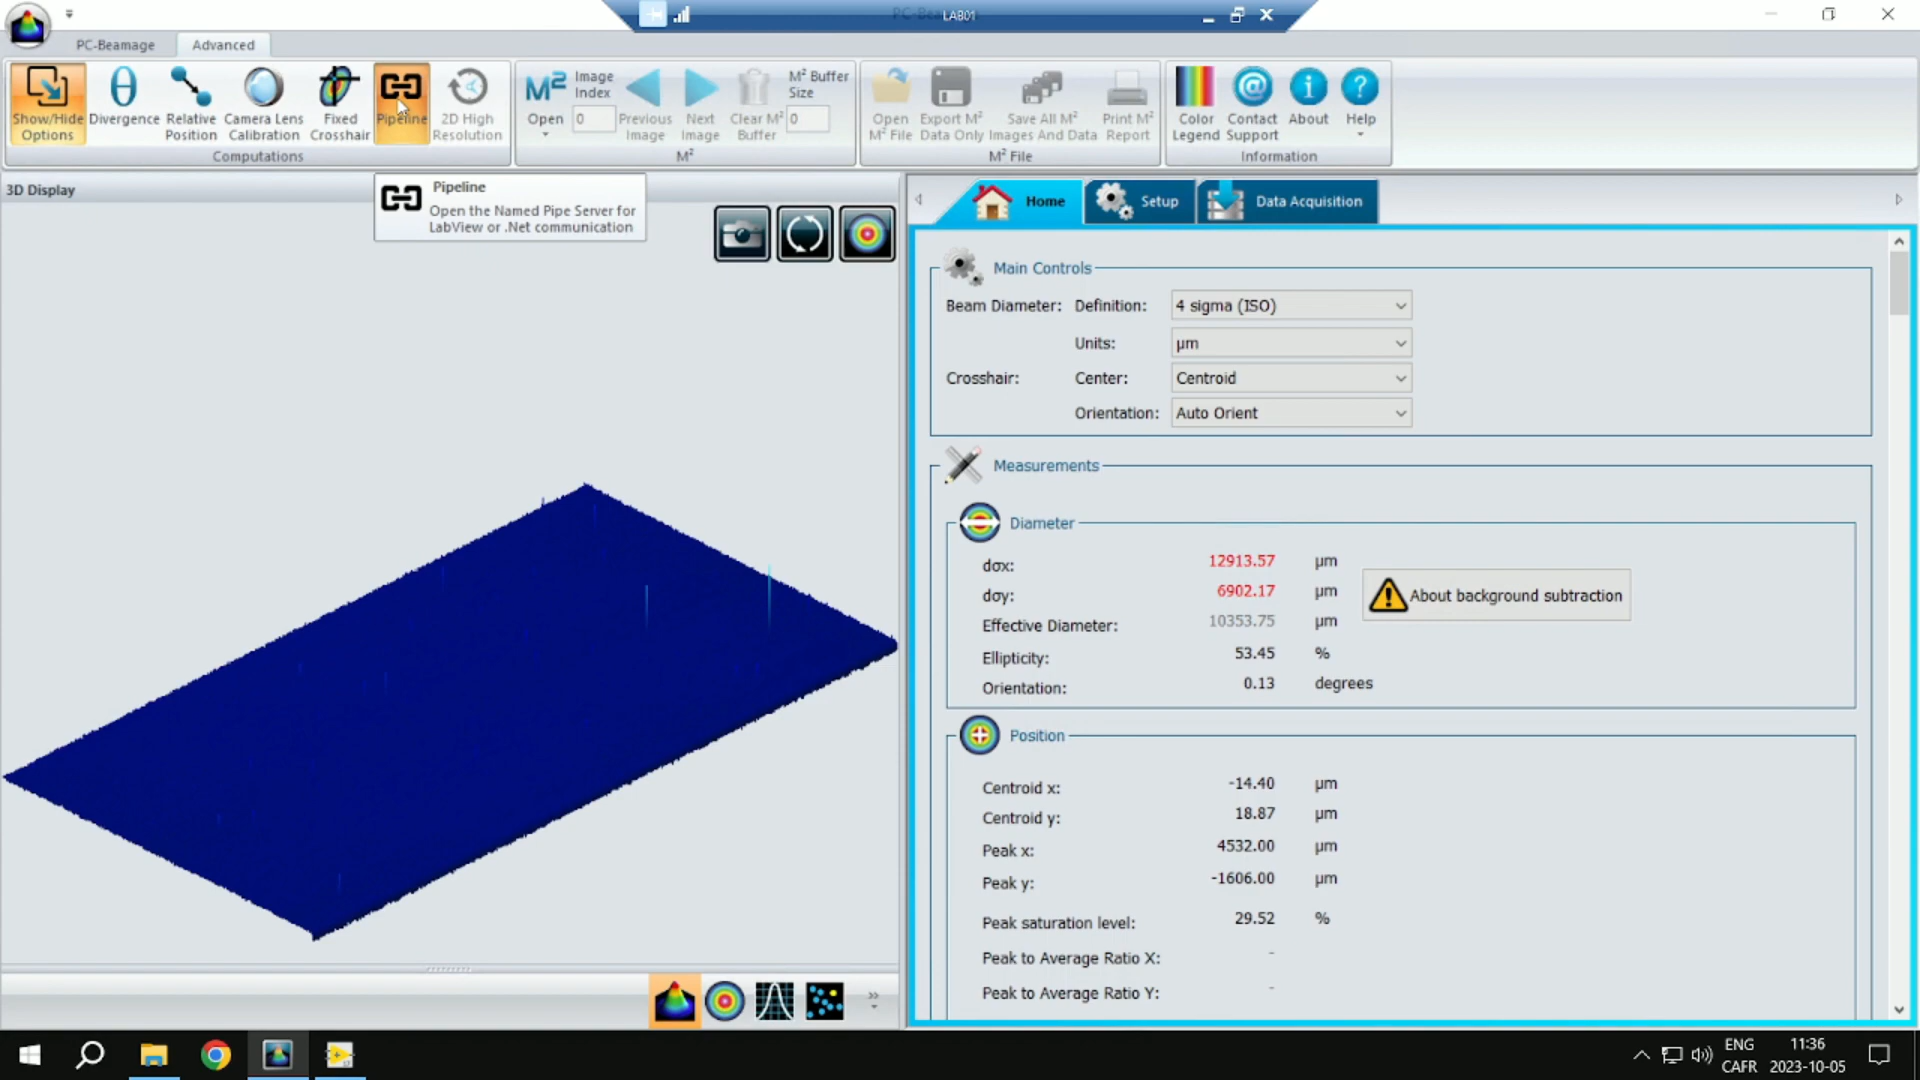 LAB01
PC-Beamage
Advanced
Show/Hide Options
Divergence
Relative Position
Camera Lens Calibration
Fixed Crosshair
Pipeline
2D High Resolution
Computations
M² Open
Image Index
0
Previous Image
Next Image
Clear M² Buffer
M² Buffer Size
0
M²
Open M² File
Export M² Data Only
Save All M² Images And Data
Print M² Report
M² File
Color Legend
Contact Support
About
Help
Information
3D Display
Pipeline
Open the Named Pipe Server for
LabView or .Net communication
Home
Setup
Data Acquisition
Main Controls
Beam Diameter: Definition: 4 sigma (ISO)
Units: µm
Crosshair: Center: Centroid
Orientation: Auto Orient
Measurements
Diameter
dσx: 12913.57 µm
dσy: 6902.17 µm
About background subtraction
Effective Diameter: 10353.75 µm
Ellipticity: 53.45 %
Orientation: 0.13 degrees
Position
Centroid x: -14.40 µm
Centroid y: 18.87 µm
Peak x: 4532.00 µm
Peak y: -1606.00 µm
Peak saturation level: 29.52 %
Peak to Average Ratio X: -
Peak to Average Ratio Y: -
ENG 11:36
CAFR 2023-10-05